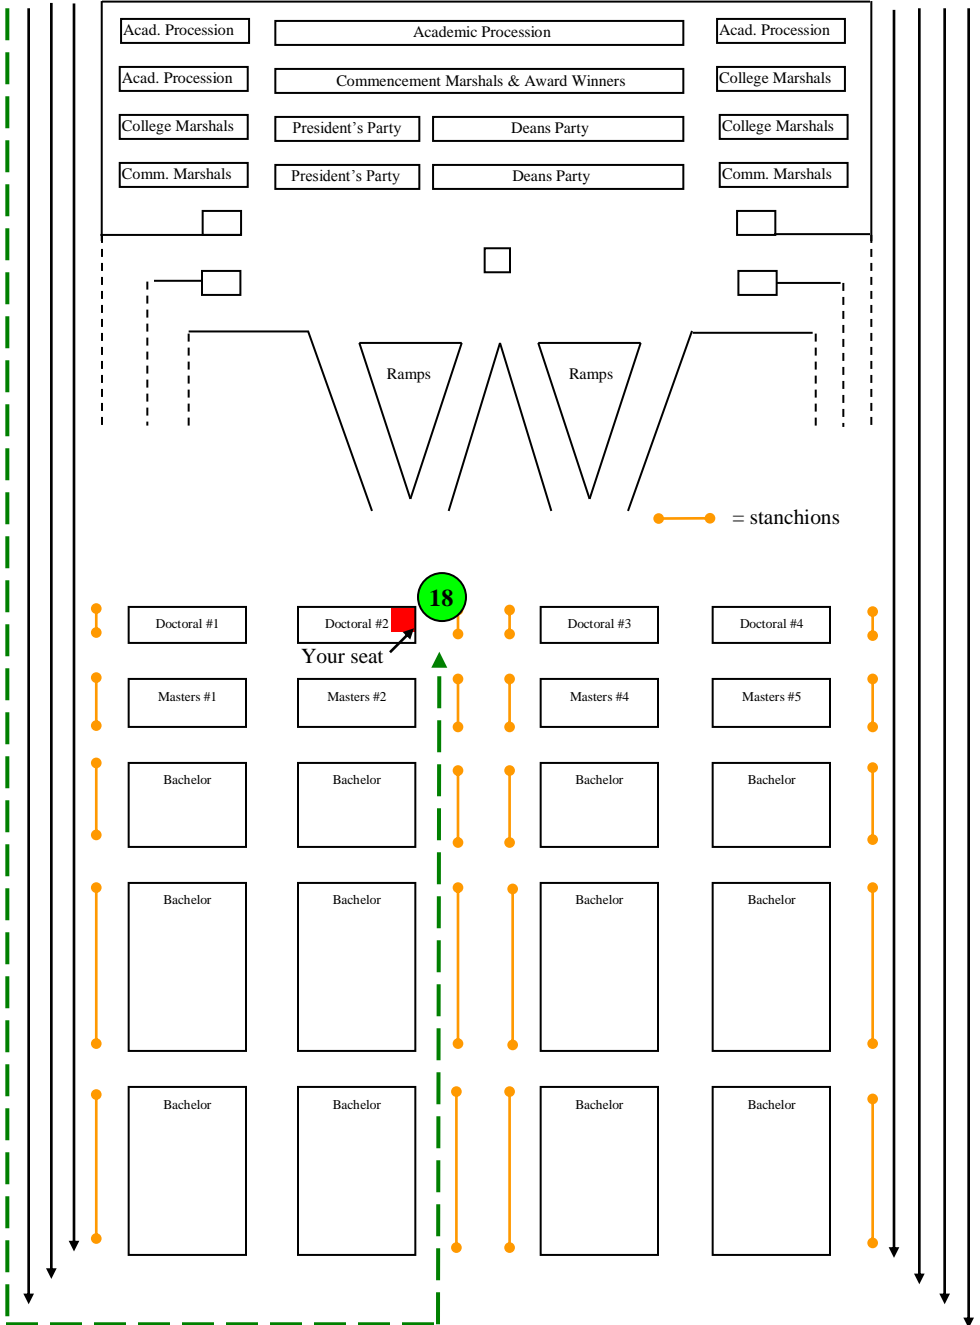 Acad. Procession
Academic Procession
Acad. Procession
Acad. Procession
Commencement Marshals & Award Winners
College Marshals
College Marshals
President’s Party
Deans Party
College Marshals
Comm. Marshals
President’s Party
Deans Party
Comm. Marshals
Ramps
Ramps
= stanchions
18
Doctoral #1
Doctoral #2
Doctoral #3
Doctoral #4
Your seat
Masters #1
Masters #2
Masters #4
Masters #5
Bachelor
Bachelor
Bachelor
Bachelor
Bachelor
Bachelor
Bachelor
Bachelor
Bachelor
Bachelor
Bachelor
Bachelor